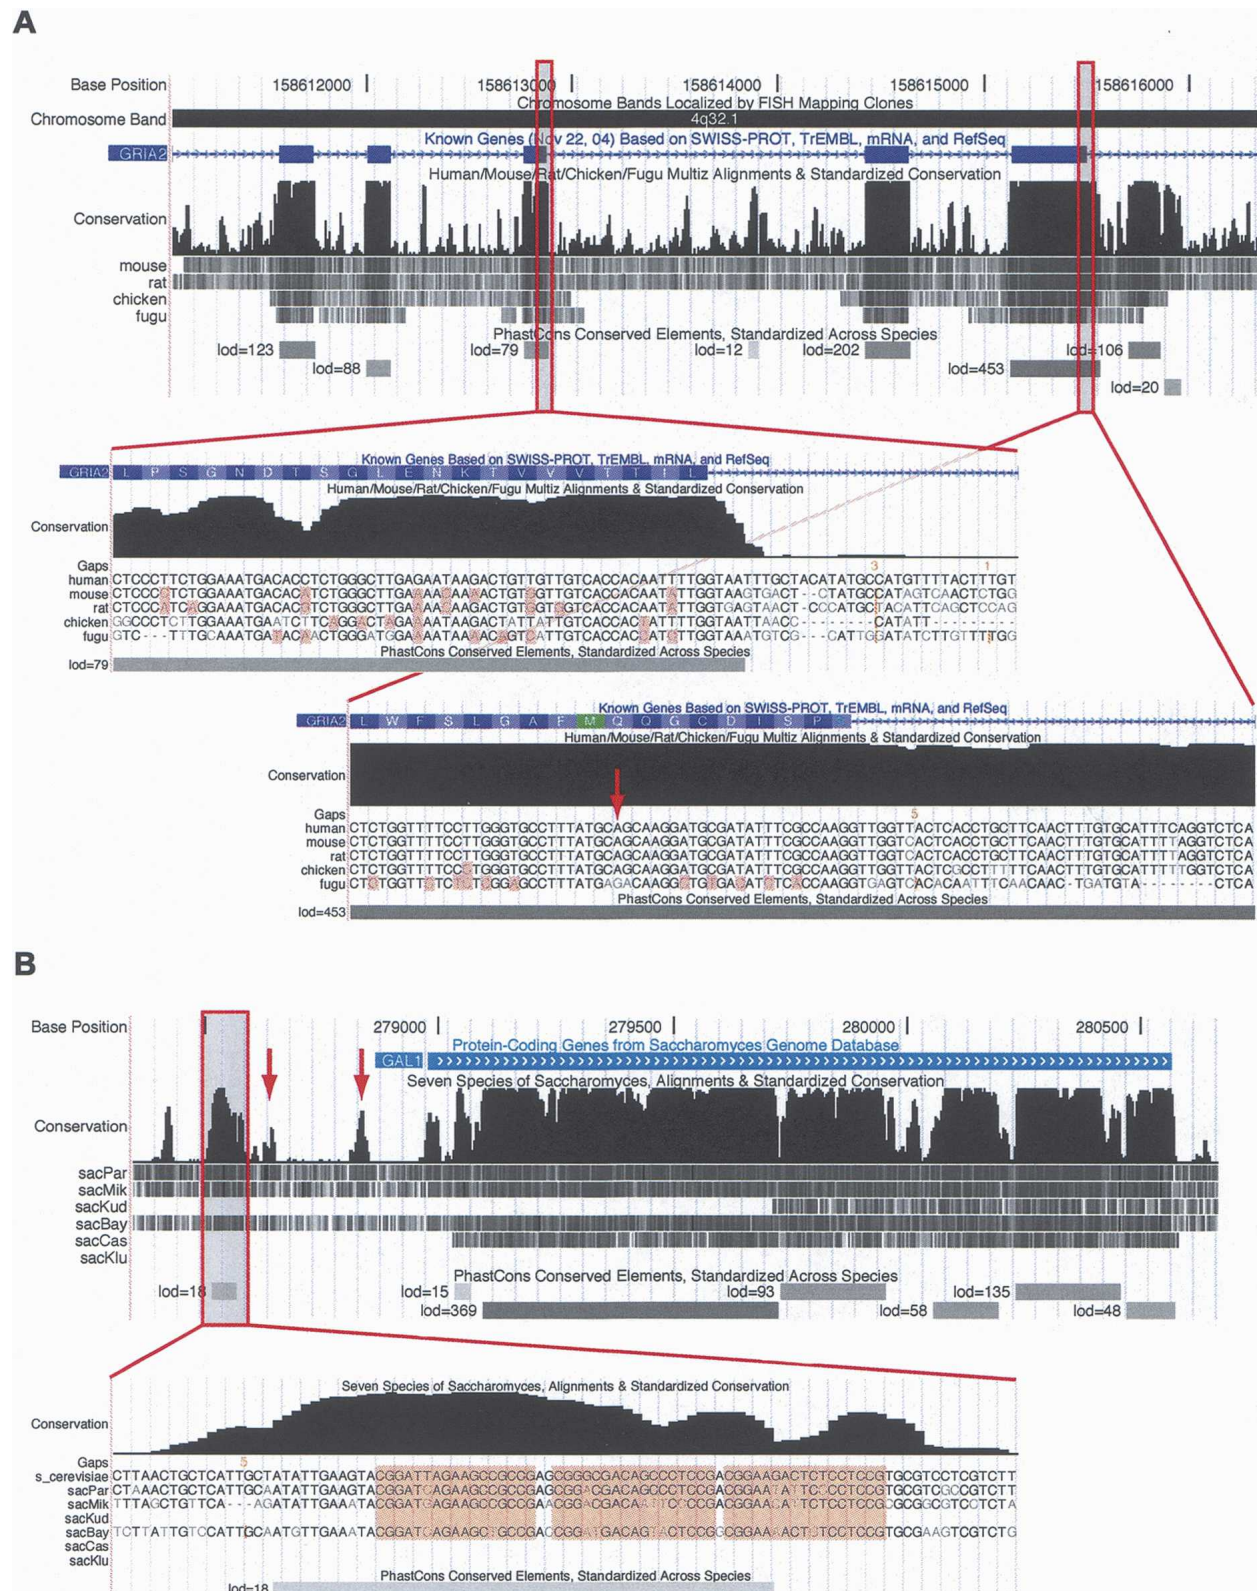 A
Base Position
158612000
158613000
158614000
158615000
158616000
Chromosome Bands Localized by FISH Mapping Clones
Chromosome Band
4q32.1
Known Genes (Nov 22, 04) Based on SWISS-PROT, TrEMBL, mRNA, and RefSeq
GRIA2
Human/Mouse/Rat/Chicken/Fugu Multiz Alignments & Standardized Conservation
Conservation
mouse
rat
chicken
fugu
PhastCons Conserved Elements, Standardized Across Species
lod=123
lod=79
lod=12
lod=202
lod=106
lod=88
lod=453
lod=20
Known Genes Based on SWISS-PROT, TrEMBL, mRNA, and RefSeq
GRIA2 L P S G N D T S G L E N K T V V V T T I L
Human/Mouse/Rat/Chicken/Fugu Multiz Alignments & Standardized Conservation
Conservation
Gaps 3 1
human CTCCCTTCTGGAAATGACACCTCTGGGCTTGAGAATAAGACTGTTGTTGTCACCACAATTTTGGTAATTTGCTACATATGCCATGTTTTACTTTGT
mouse
rat
chicken
fugu
PhastCons Conserved Elements, Standardized Across Species
lod=79
Known Genes Based on SWISS-PROT, TrEMBL, mRNA, and RefSeq
GRIA2 L W F S L G A F M Q Q G C D I S P
Human/Mouse/Rat/Chicken/Fugu Multiz Alignments & Standardized Conservation
Conservation
Gaps 5
human CTCTGGTTTTCCTTGGGTGCCTTTATGCAGCAAGGATGCGATATTTCGCCAAGGTTGGTTACTCACCTGCTTCAACTTTGTGCATTTCAGGTCTCA
mouse CTCTGGTTTTCCTTGGGTGCCTTTATGCAGCAAGGATGCGATATTTCGCCAAGGTTGGTCACTCACCTGCTTCAACTTTGTGCATTTTAGGTCTCA
rat CTCTGGTTTTCCTTGGGTGCCTTTATGCAGCAAGGATGCGATATTTCGCCAAGGTTGGTCACTCACCTGCTTCAACTTTGTGCATTTTAGGTCTCA
chicken
fugu
PhastCons Conserved Elements, Standardized Across Species
lod=453
B
Base Position
279000
279500
280000
280500
Protein-Coding Genes from Saccharomyces Genome Database
GAL1
Seven Species of Saccharomyces, Alignments & Standardized Conservation
Conservation
sacPar
sacMik
sacKud
sacBay
sacCas
sacKlu
PhastCons Conserved Elements, Standardized Across Species
lod=18
lod=15
lod=93
lod=135
lod=369
lod=58
lod=48
Seven Species of Saccharomyces, Alignments & Standardized Conservation
Conservation
Gaps 5
s_cerevisiae CTTAACTGCTCATTGCTATATTGAAGTACGGATTAGAAGCCGCCGAGCGGGCGACAGCCCTCCGACGGAAGACTCTCCTCCGTGCGTCCTCGTCTT
sacPar
sacMik
sacKud
sacBay
sacCas
sacKlu
PhastCons Conserved Elements, Standardized Across Species
lod=18